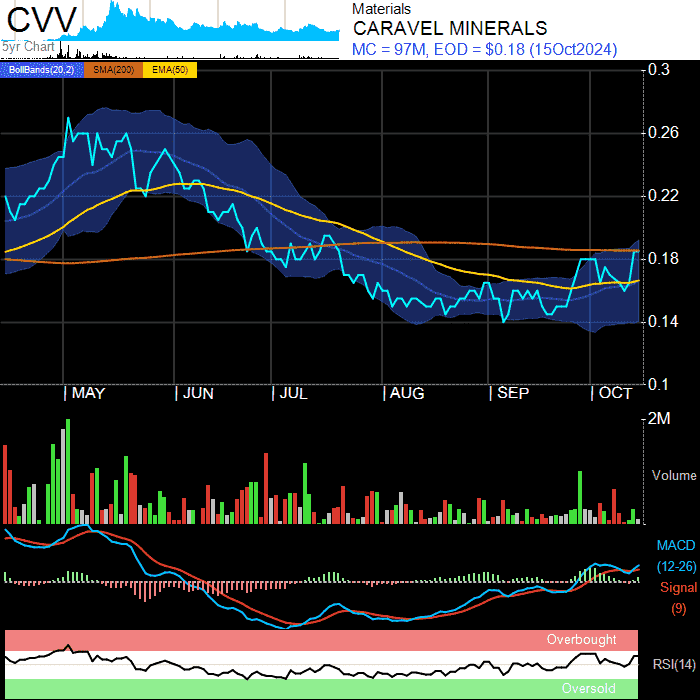 CVV
5yr Chart
Materials
CARAVEL MINERALS
MC = 97M, EOD = $0.18 (15Oct2024)
BollBands(20,2) SMA(200) EMA(50)
0.3
0.26
0.22
0.18
0.14
0.1
| MAY | JUN | JUL | AUG | SEP | OCT
2M
Volume
MACD
(12-26)
Signal
(9)
Overbought
RSI(14)
Oversold